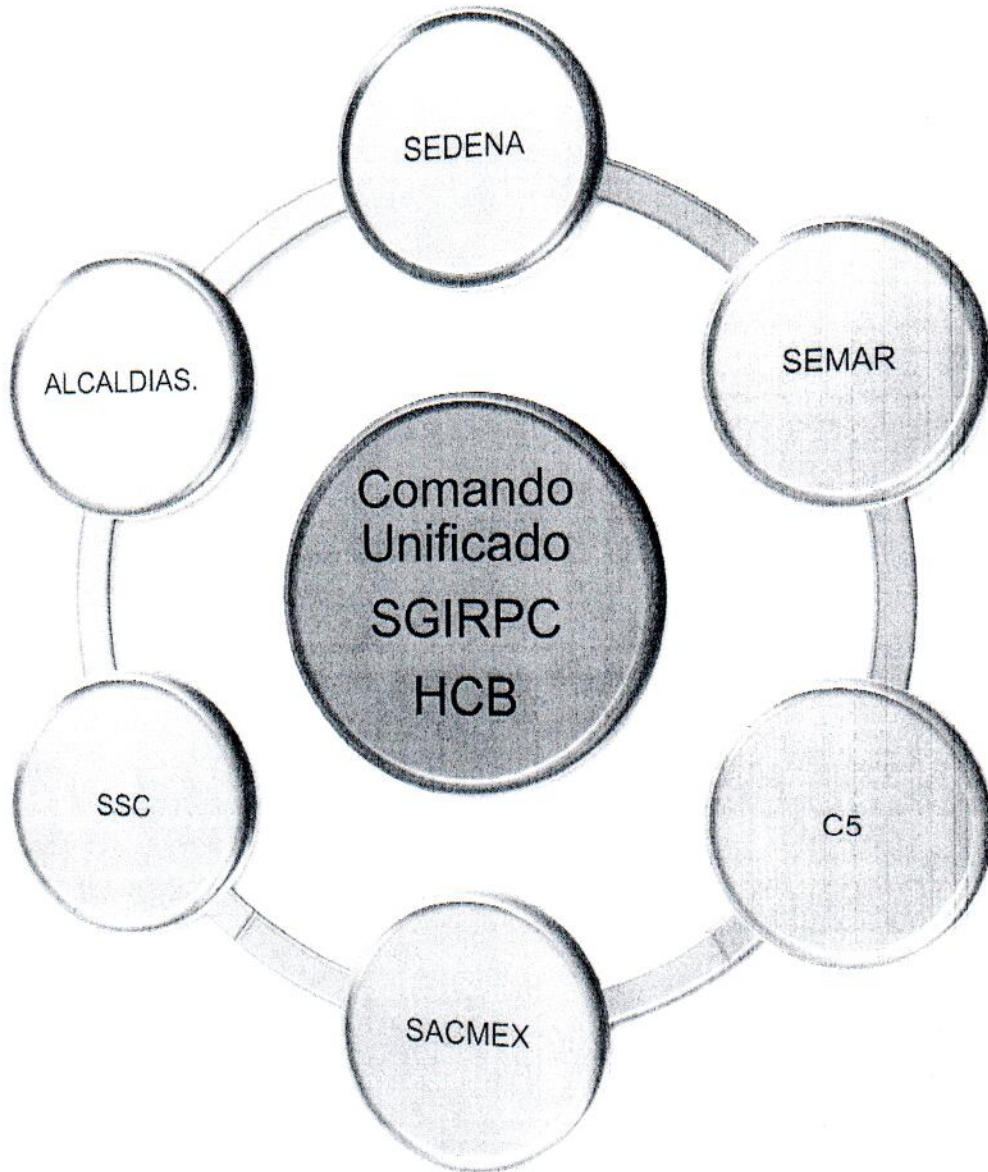 SEDENA
SEMAR
ALCALDIAS.
Comando
Unificado
SGIRPC
HCB
SSC
C5
SACMEX